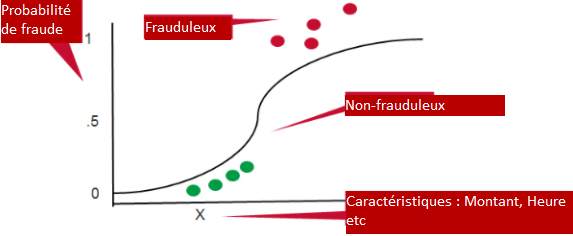 Probabilité
de fraude
Frauduleux
1
Non-frauduleux
.5
0
Caractéristiques : Montant, Heure
etc
X